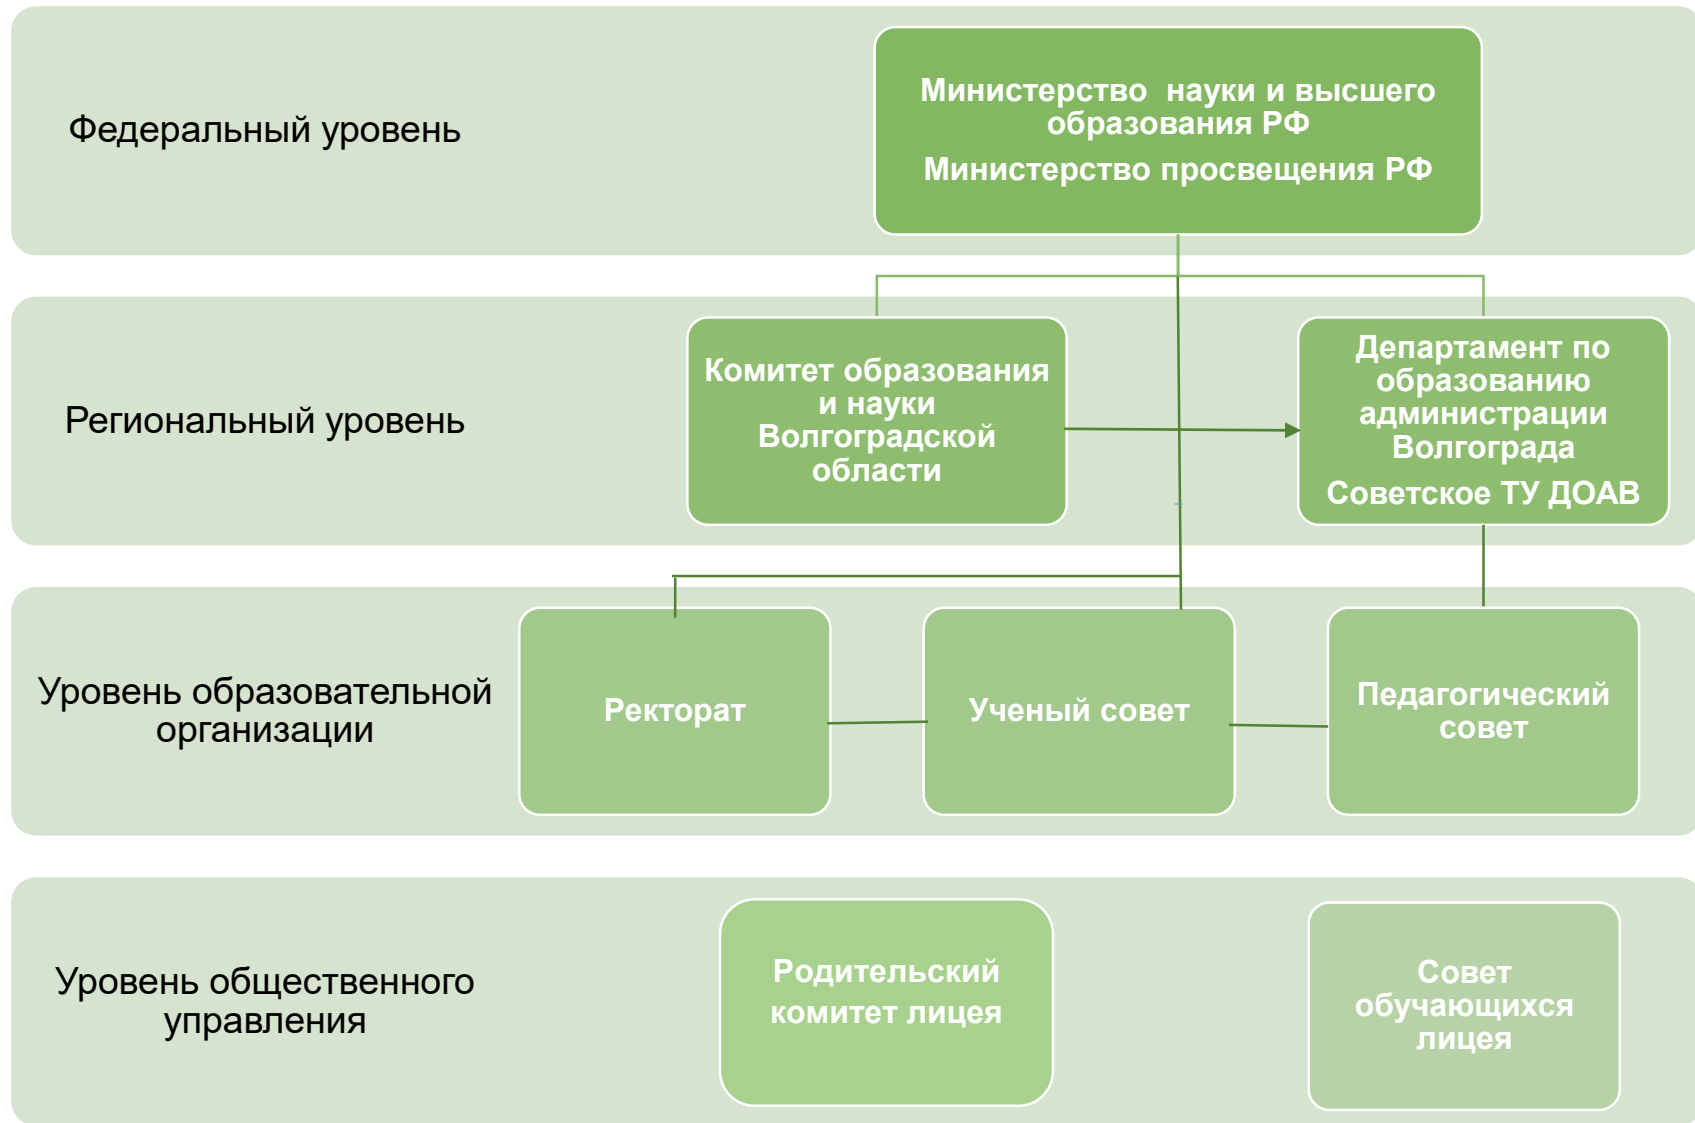 Федеральный уровень
Министерство науки и высшего
образования РФ
Министерство просвещения РФ
Региональный уровень
Комитет образования
и науки
Волгоградской
области
Департамент по
образованию
администрации
Волгограда
Советское ТУ ДОАВ
Уровень образовательной
организации
Ректорат
Ученый совет
Педагогический
совет
Уровень общественного
управления
Родительский
комитет лицея
Совет
обучающихся
лицея